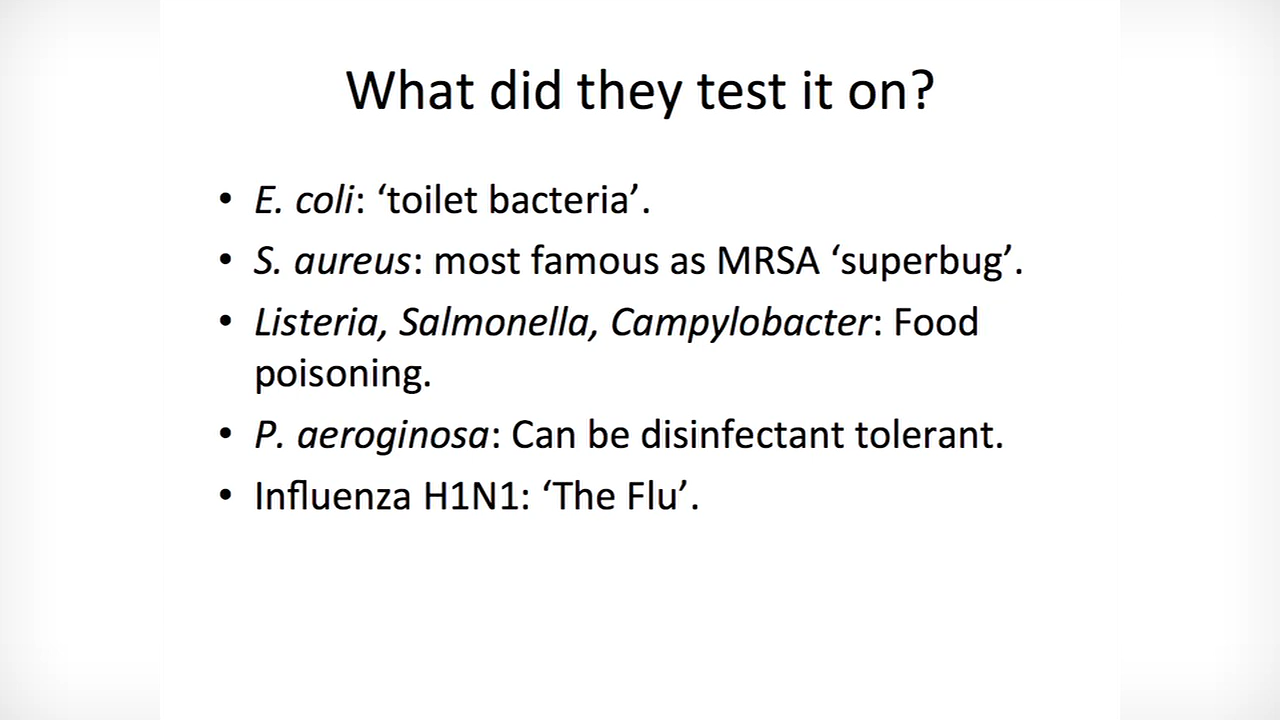 What did they test it on?
• E. coli: ‘toilet bacteria’.
• S. aureus: most famous as MRSA ‘superbug’.
• Listeria, Salmonella, Campylobacter: Food
poisoning.
• P. aeroginosa: Can be disinfectant tolerant.
• Influenza H1N1: ‘The Flu’.